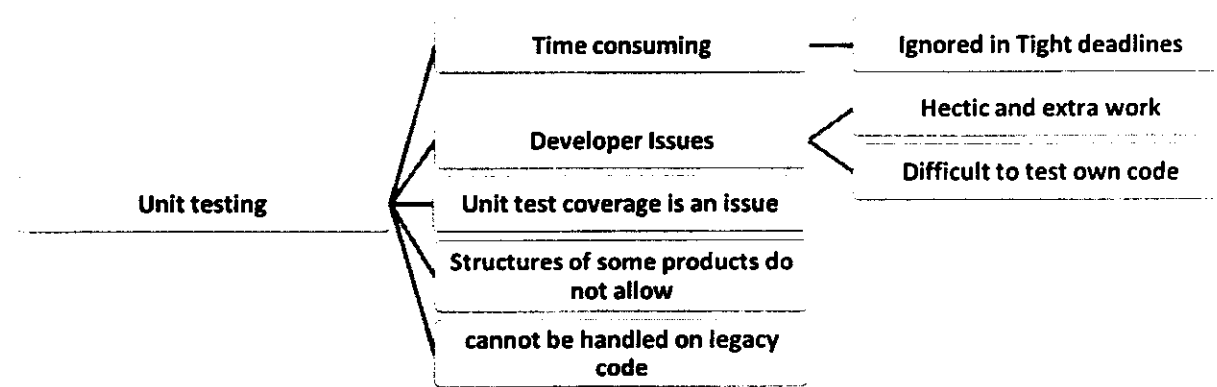 Time consuming
Ignored in Tight deadlines
Hectic and extra work
Developer Issues
Difficult to test own code
Unit testing
Unit test coverage is an issue
Structures of some products do
not allow
cannot be handled on legacy
code